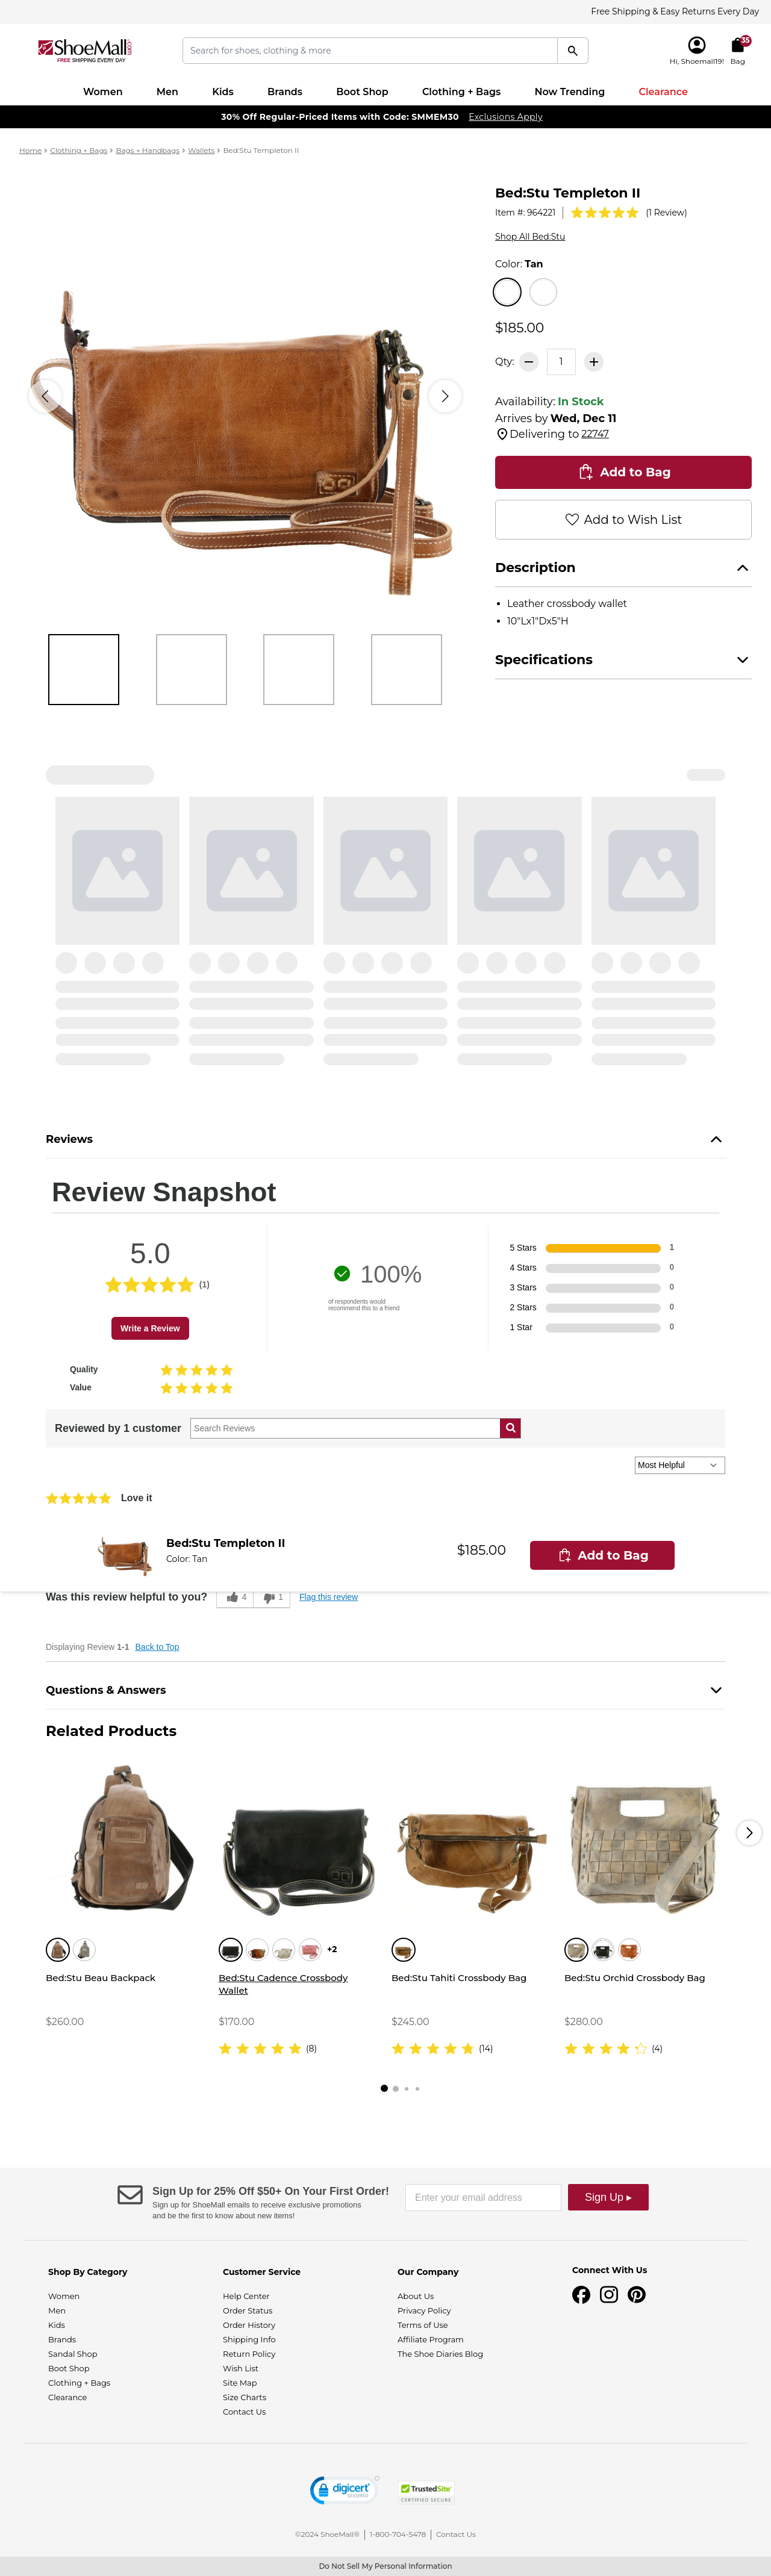 Free Shipping & Easy Returns Every Day
ShoeMall.com
FREE SHIPPING EVERY DAY
Search for shoes, clothing & more
Hi, Shoemall19!
35
Bag
Women Men Kids Brands Boot Shop Clothing + Bags Now Trending Clearance
30% Off Regular-Priced Items with Code: SMMEM30 Exclusions Apply
Home > Clothing + Bags > Bags + Handbags > Wallets > Bed:Stu Templeton II
Bed:Stu Templeton II
Item #: 964221 (1 Review)
Shop All Bed:Stu
Color: Tan
$185.00
Qty: 1
Availability: In Stock
Arrives by Wed, Dec 11
Delivering to 22747
Add to Bag
Add to Wish List
Description
• Leather crossbody wallet
• 10"Lx1"Dx5"H
Specifications
Reviews
Review Snapshot
5.0
(1)
Write a Review
100%
of respondents would
recommend this to a friend
5 Stars 1
4 Stars 0
3 Stars 0
2 Stars 0
1 Star 0
Quality
Value
Reviewed by 1 customer
Search Reviews
Most Helpful
Love it
Bed:Stu Templeton II
Color: Tan
$185.00
Add to Bag
Was this review helpful to you? 4 1 Flag this review
Displaying Review 1-1 Back to Top
Questions & Answers
Related Products
+2
Bed:Stu Beau Backpack
$260.00
Bed:Stu Cadence Crossbody
Wallet
$170.00
(8)
Bed:Stu Tahiti Crossbody Bag
$245.00
(14)
Bed:Stu Orchid Crossbody Bag
$280.00
(4)
Sign Up for 25% Off $50+ On Your First Order!
Sign up for ShoeMall emails to receive exclusive promotions
and be the first to know about new items!
Enter your email address
Sign Up ▸
Shop By Category
Women
Men
Kids
Brands
Sandal Shop
Boot Shop
Clothing + Bags
Clearance
Customer Service
Help Center
Order Status
Order History
Shipping Info
Return Policy
Wish List
Site Map
Size Charts
Contact Us
Our Company
About Us
Privacy Policy
Terms of Use
Affiliate Program
The Shoe Diaries Blog
Connect With Us
digicert
SECURED
TrustedSite
CERTIFIED SECURE
©2024 ShoeMall® | 1-800-704-5478 | Contact Us
Do Not Sell My Personal Information